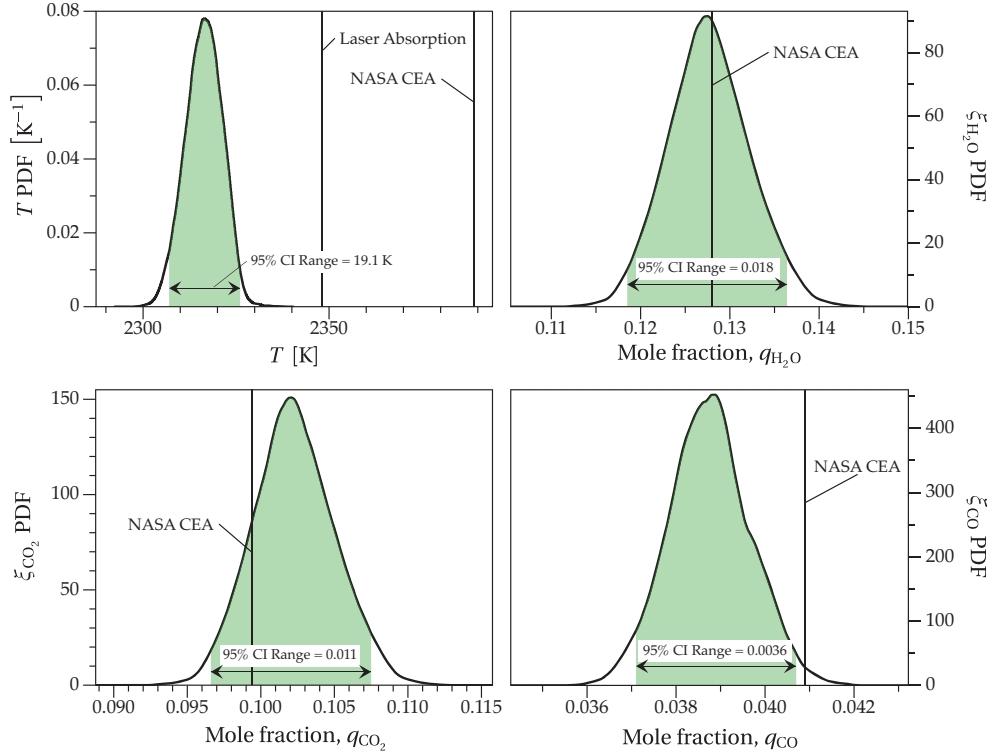 0.08
0.06
0.04
0.02
0
T PDF [K⁻¹]
Laser Absorption
NASA CEA
95% CI Range = 19.1 K
2300
2350
T [K]
NASA CEA
95% CI Range = 0.018
80
60
40
20
0
ξH₂O PDF
0.11
0.12
0.13
0.14
0.15
Mole fraction, qH₂O
150
100
50
0
ξCO₂ PDF
NASA CEA
95% CI Range = 0.011
0.090
0.095
0.100
0.105
0.110
0.115
Mole fraction, qCO₂
NASA CEA
95% CI Range = 0.0036
400
300
200
100
0
ξCO PDF
0.036
0.038
0.040
0.042
Mole fraction, qCO